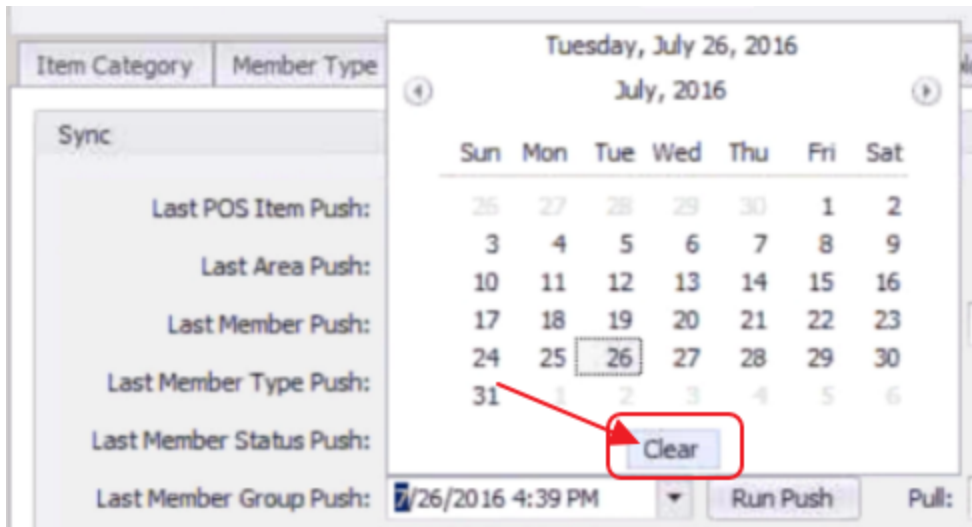 Tuesday, July 26, 2016
Item Category Member Type
July, 2016
Sync
Sun Mon Tue Wed Thu Fri Sat
26 27 28 29 30 1 2
Last POS Item Push:
3 4 5 6 7 8 9
Last Area Push:
10 11 12 13 14 15 16
Last Member Push:
17 18 19 20 21 22 23
24 25 26 27 28 29 30
Last Member Type Push:
31 1 2 3 4 5 6
Last Member Status Push:
Clear
Last Member Group Push: 7/26/2016 4:39 PM Run Push Pull: